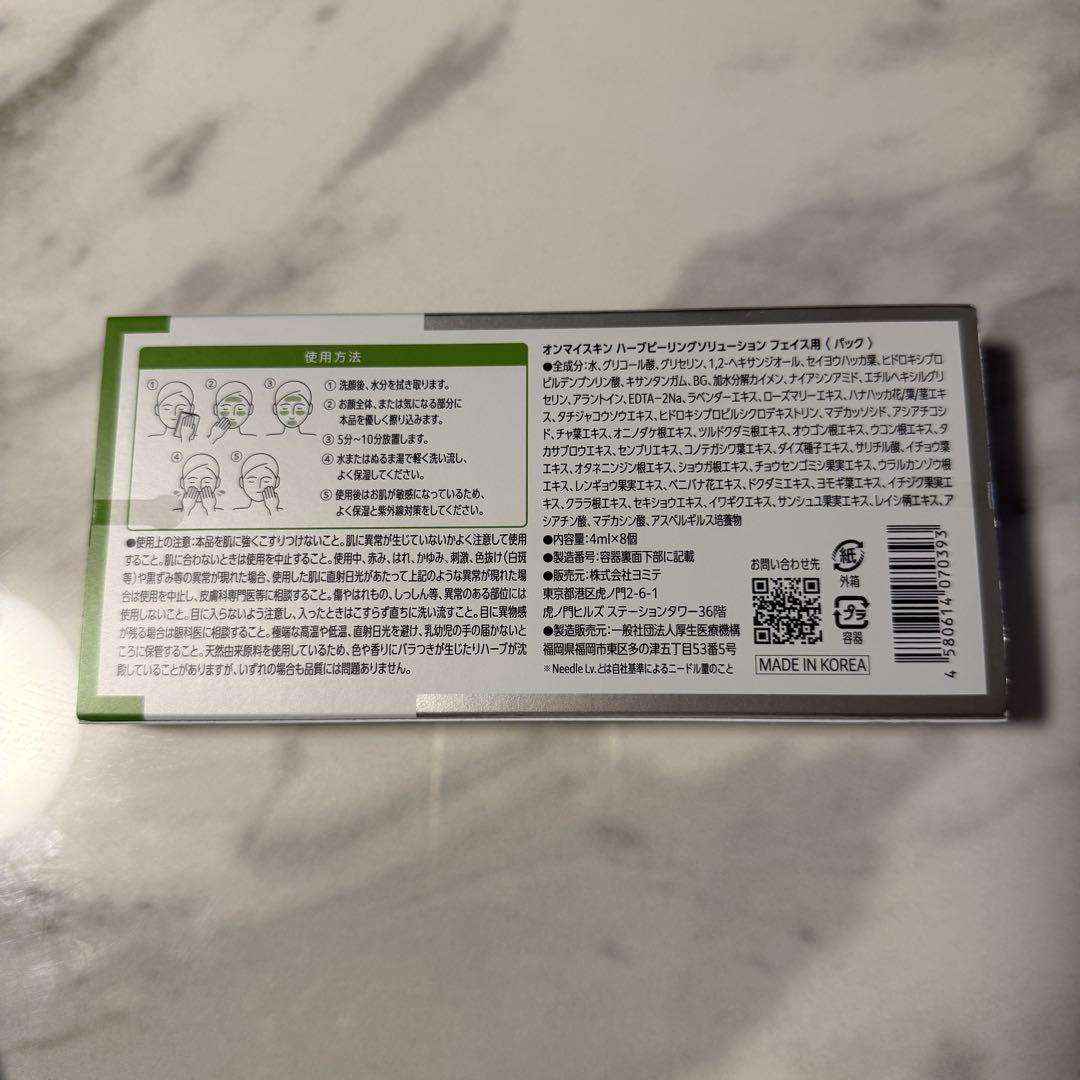 使用方法
①
②
③
④
⑤
① 洗顔後、水分を拭き取ります。
② お顔全体、または気になる部分に
本品を優しく擦り込みます。
③ 5分〜10分放置します。
④ 水またはぬるま湯で軽く洗い流し、
よく保湿してください。
⑤ 使用後はお肌が敏感になっているため、
よく保湿と紫外線対策をしてください。
●使用上の注意:本品を肌に強くこすりつけないこと。肌に異常が生じていないかよく注意して使用
すること。肌に合わないときは使用を中止すること。使用中、赤み、はれ、かゆみ、刺激、色抜け(白斑
等)や黒ずみ等の異常が現れた場合、使用した肌に直射日光があたって上記のような異常が現れた場
合は使用を中止し、皮膚科専門医等に相談すること。傷やはれもの、しっしん等、異常のある部位には
使用しないこと。目に入らないよう注意し、入ったときはこすらず直ちに洗い流すこと。目に異物感
が残る場合は眼科医に相談すること。極端な高温や低温、直射日光を避け、乳幼児の手の届かないと
ころに保管すること。天然由来原料を使用しているため、色や香りにバラつきが生じたりハーブが沈
殿していることがありますが、いずれの場合も品質には問題ありません。
オンマイスキン ハーブピーリングソリューション フェイス用〈 パック 〉
●全成分:水、グリコール酸、グリセリン、1,2-ヘキサンジオール、セイヨウハッカ葉、ヒドロキシプロ
ピルデンプンリン酸、キサンタンガム、BG、加水分解カイメン、ナイアシンアミド、エチルヘキシルグリ
セリン、アラントイン、EDTA-2Na、ラベンダーエキス、ローズマリーエキス、ハナハッカ花/葉/茎エキ
ス、タチジャコウソウエキス、ヒドロキシプロピルシクロデキストリン、マデカッソシド、アシアチコシ
ド、チャ葉エキス、オニノダケ根エキス、ツルドクダミ根エキス、オウゴン根エキス、ウコン根エキス、タ
カサブロウエキス、センブリエキス、コノテガシワ葉エキス、ダイズ種子エキス、サリチル酸、イチョウ葉
エキス、オタネニンジン根エキス、ショウガ根エキス、チョウセンゴミシ果実エキス、ウラルカンゾウ根
エキス、レンギョウ果実エキス、ベニバナ花エキス、ドクダミエキス、ヨモギ葉エキス、イチジク果実エ
キス、クララ根エキス、セキショウエキス、イワギクエキス、サンシュユ果実エキス、レイシ柄エキス、ア
シアチン酸、マデカシン酸、アスペルギルス培養物
●内容量:4ml×8個
●製造番号:容器裏面下部に記載
●販売元:株式会社ヨミテ
東京都港区虎ノ門2-6-1
虎ノ門ヒルズ ステーションタワー36階
●製造販売元:一般社団法人厚生医療機構
福岡県福岡市東区多の津五丁目53番5号
※Needle Lv.とは自社基準によるニードル量のこと
お問い合わせ先
MADE IN KOREA
紙
外箱
プラ
容器
4 580614 070393